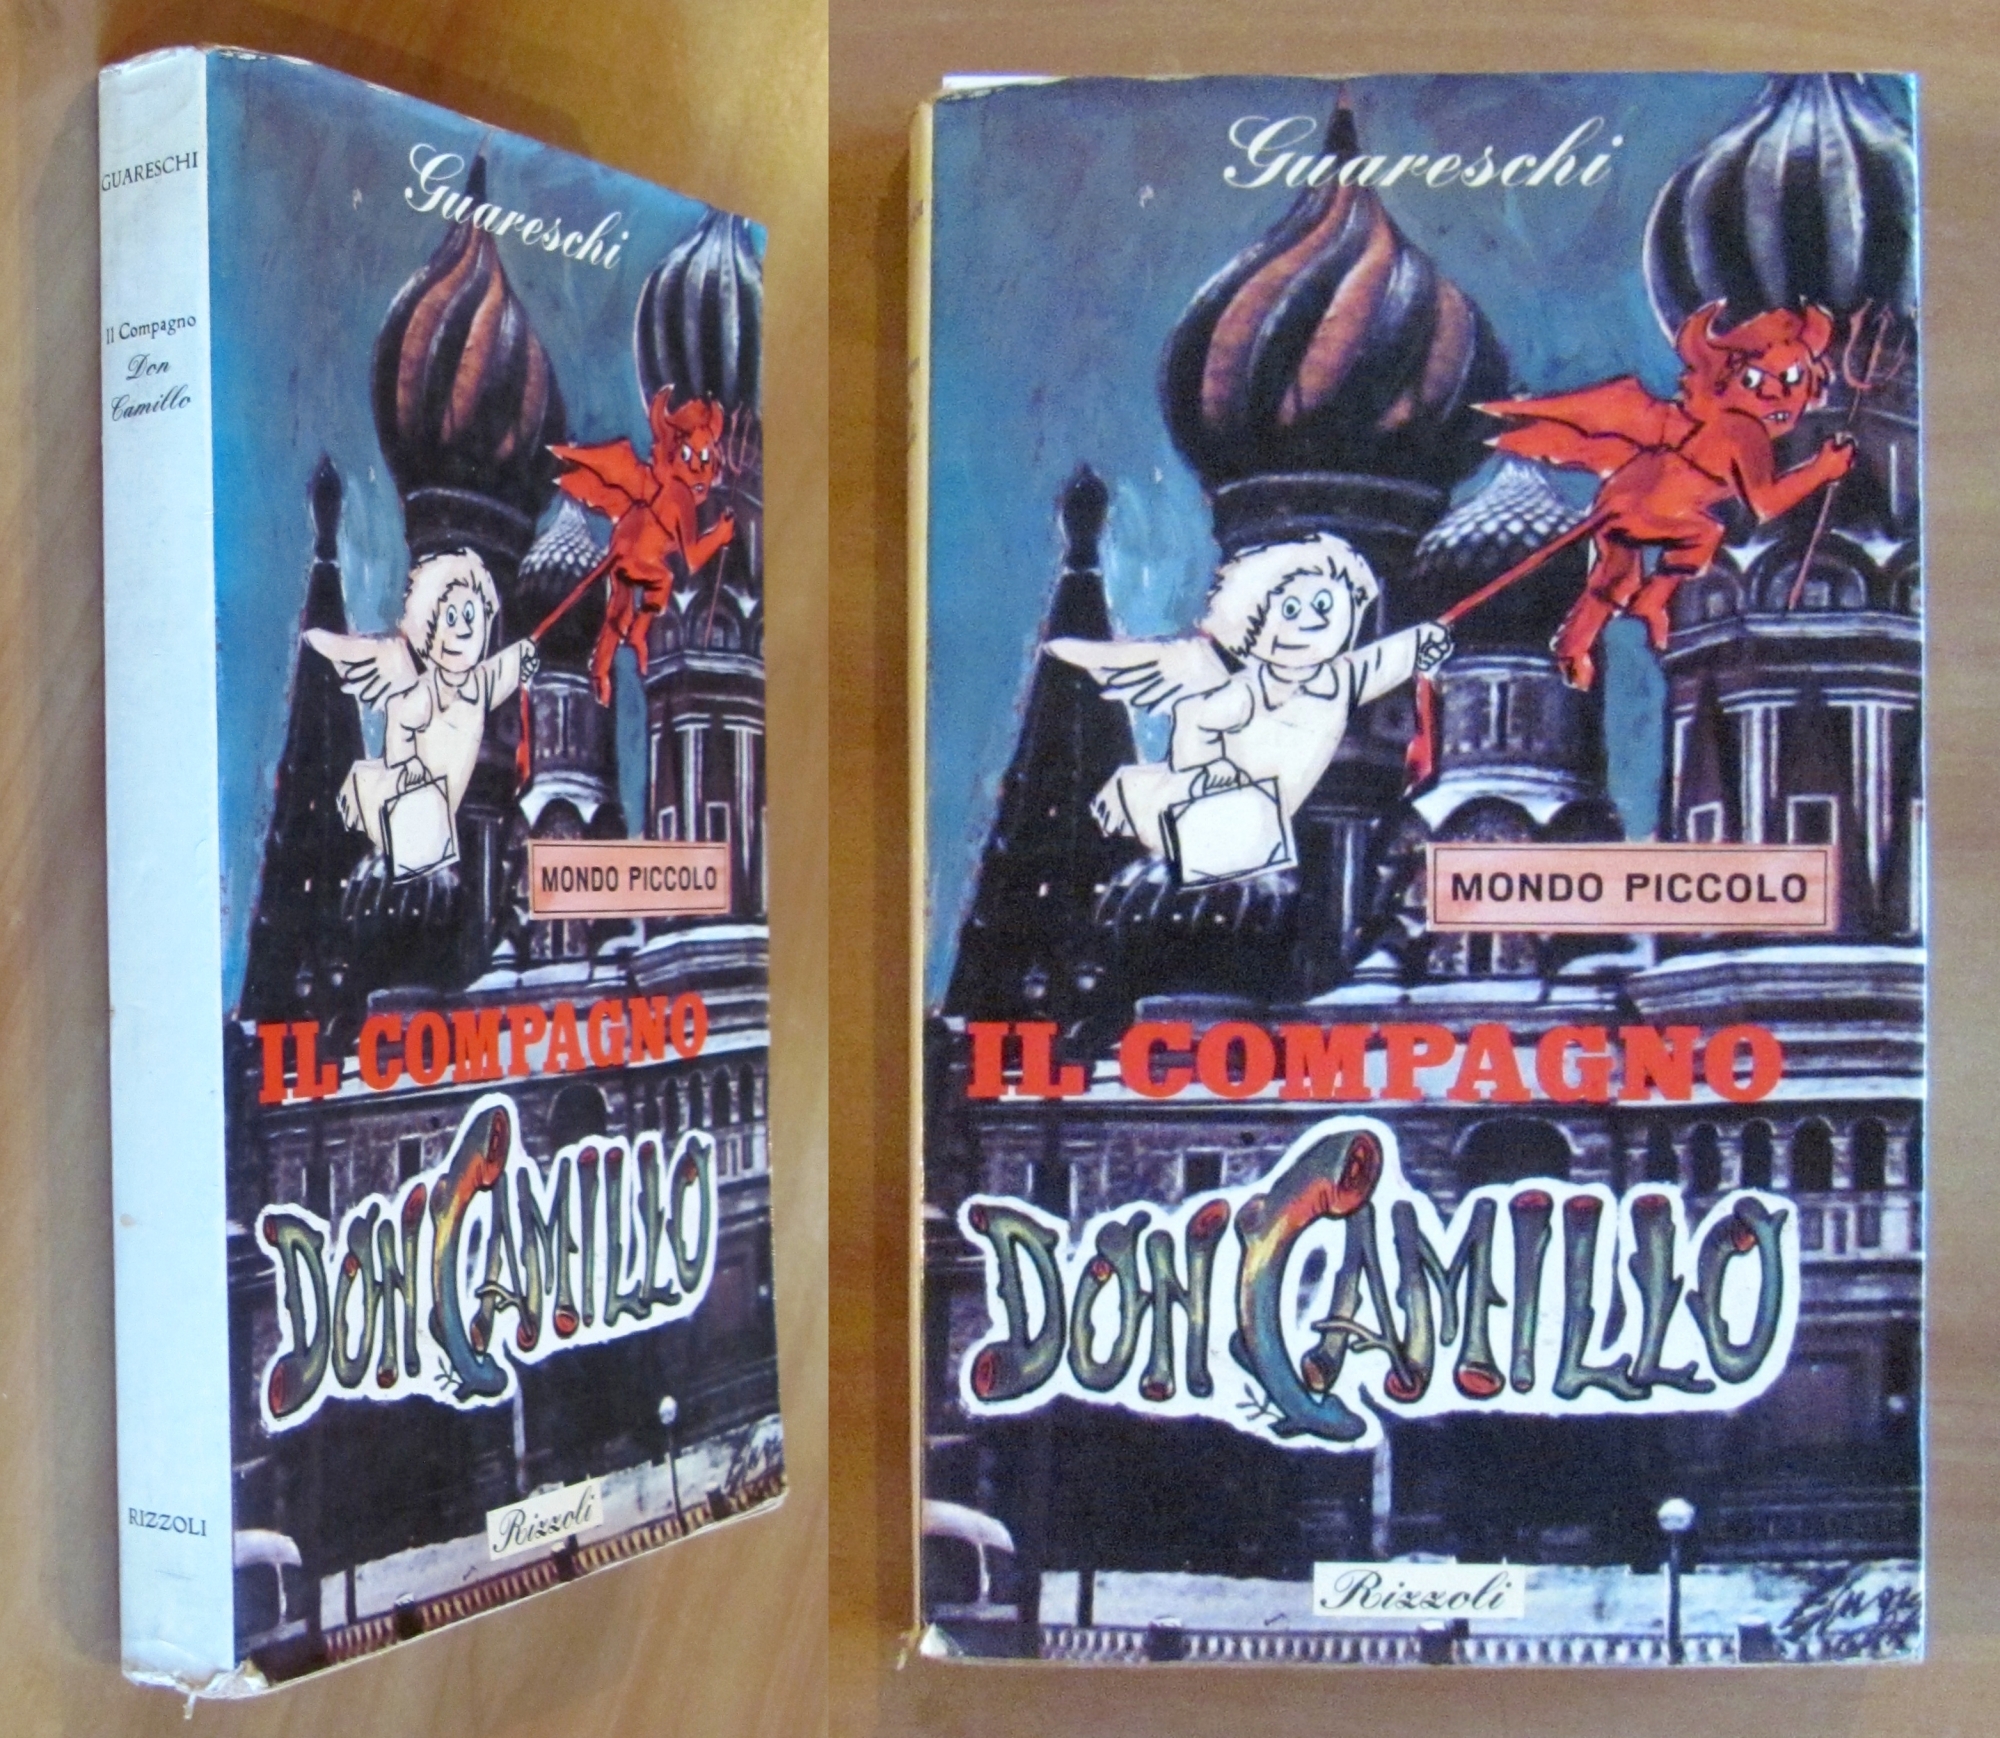 GUARESCHI
Il Compagno
Don
Camillo
RIZZOLI
Guareschi
MONDO PICCOLO
IL COMPAGNO
DON CAMILLO
Rizzoli
Guareschi
MONDO PICCOLO
IL COMPAGNO
DON CAMILLO
Rizzoli